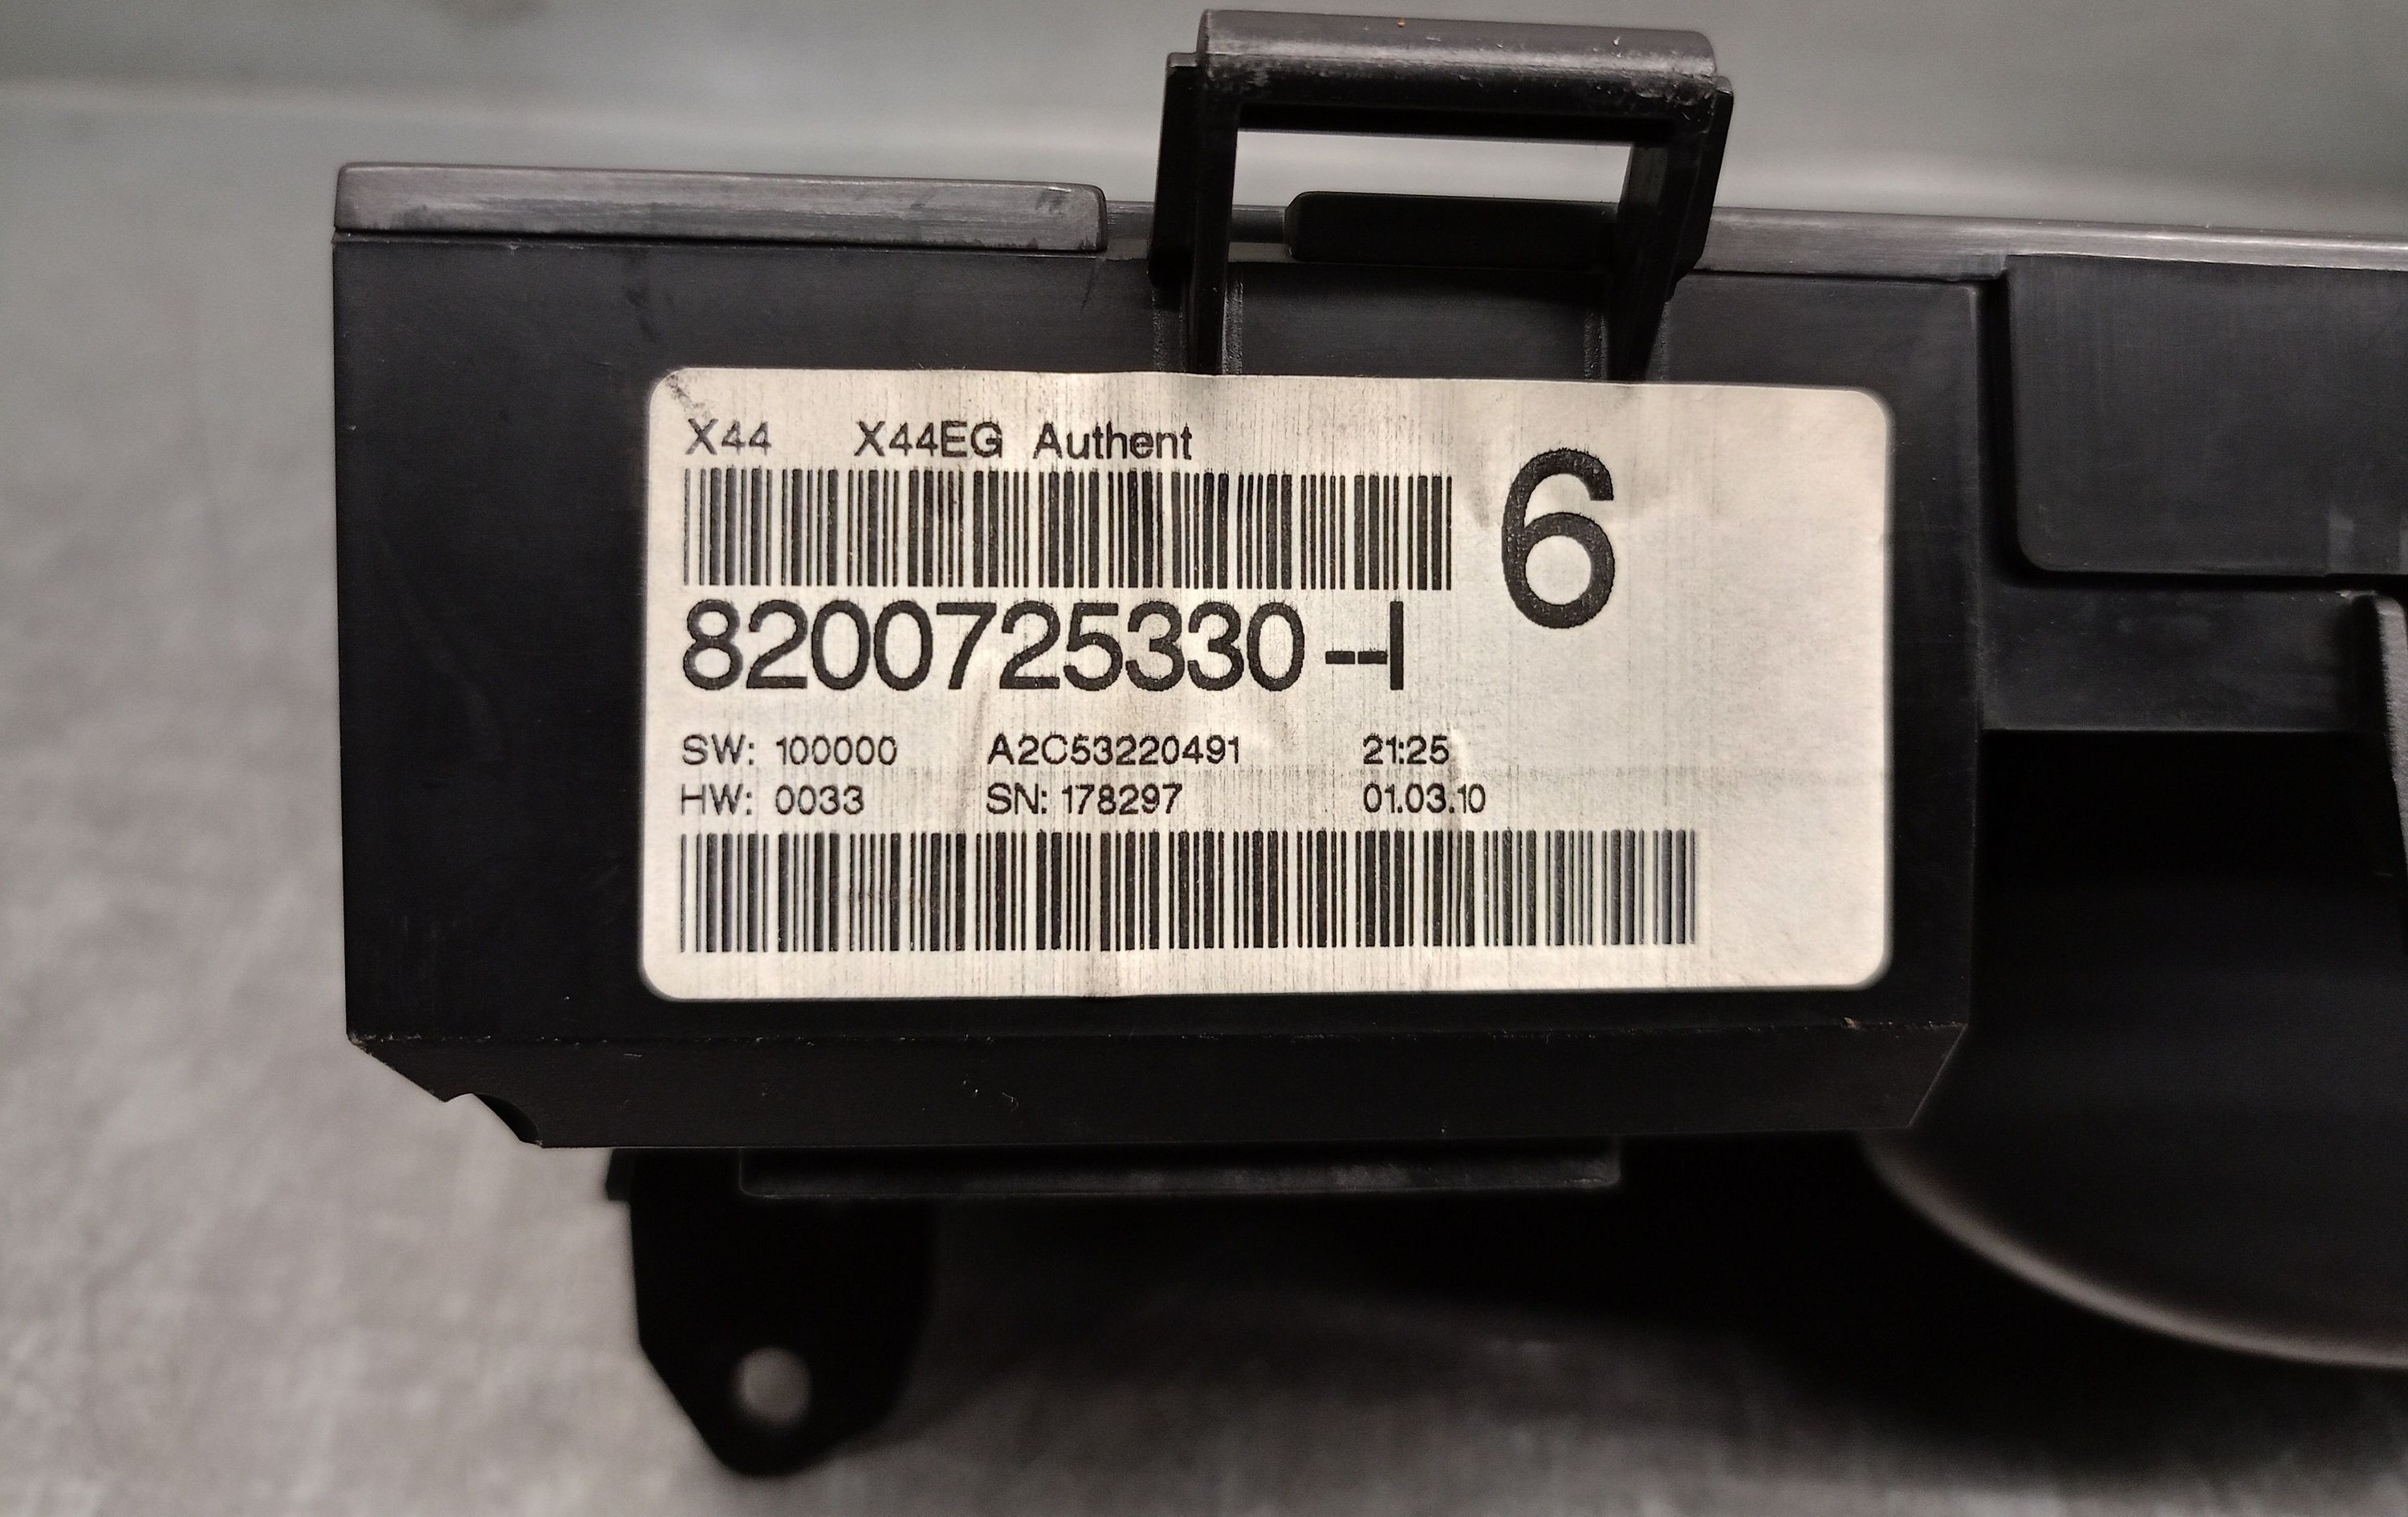 X44 X44EG Authent
6
8200725330 --I
SW: 100000 A2C53220491 21:25
HW: 0033 SN: 178297 01.03.10